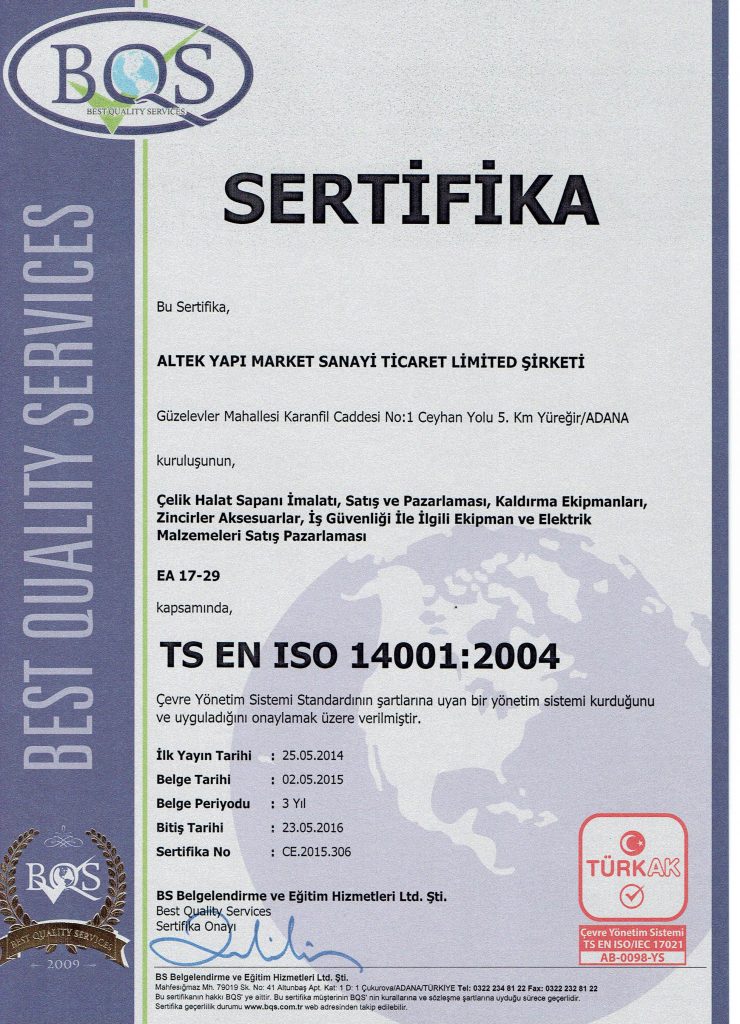 BQS
BEST QUALITY SERVICES
BEST QUALITY SERVICES
SERTİFİKA
Bu Sertifika,
ALTEK YAPI MARKET SANAYİ TİCARET LİMİTED ŞİRKETİ
Güzelevler Mahallesi Karanfil Caddesi No:1 Ceyhan Yolu 5. Km Yüreğir/ADANA
kuruluşunun,
Çelik Halat Sapanı İmalatı, Satış ve Pazarlaması, Kaldırma Ekipmanları,
Zincirler Aksesuarlar, İş Güvenliği İle İlgili Ekipman ve Elektrik
Malzemeleri Satış Pazarlaması
EA 17-29
kapsamında,
TS EN ISO 14001:2004
Çevre Yönetim Sistemi Standardının şartlarına uyan bir yönetim sistemi kurduğunu
ve uyguladığını onaylamak üzere verilmiştir.
İlk Yayın Tarihi : 25.05.2014
Belge Tarihi : 02.05.2015
Belge Periyodu : 3 Yıl
Bitiş Tarihi : 23.05.2016
Sertifika No : CE.2015.306
BS Belgelendirme ve Eğitim Hizmetleri Ltd. Şti.
Best Quality Services
Sertifika Onayı
TÜRKAK
Çevre Yönetim Sistemi
TS EN ISO/IEC 17021
AB-0098-YS
BQS
BEST QUALITY SERVICES
2009
BS Belgelendirme ve Eğitim Hizmetleri Ltd. Şti.
Mahfesığmaz Mh. 79019 Sk. No: 41 Altunbaş Apt. Kat: 1 D: 1 Çukurova/ADANA/TÜRKİYE Tel: 0322 234 81 22 Fax: 0322 232 81 22
Bu sertifikanın hakkı BQS' ye aittir. Bu sertifika müşterinin BQS' nin kurallarına ve sözleşme şartlarına uyduğu sürece geçerlidir.
Sertifika geçerlilik durumu www.bqs.com.tr web adresinden takip edilebilir.